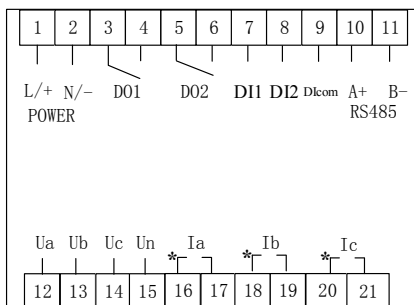 1 2 3 4 5 6 7 8 9 10 11
L/+ N/- DO1 DO2 DI1 DI2 DIcom A+ B-
POWER RS485
Ua Ub Uc Un *Ia *Ib *Ic
12 13 14 15 16 17 18 19 20 21